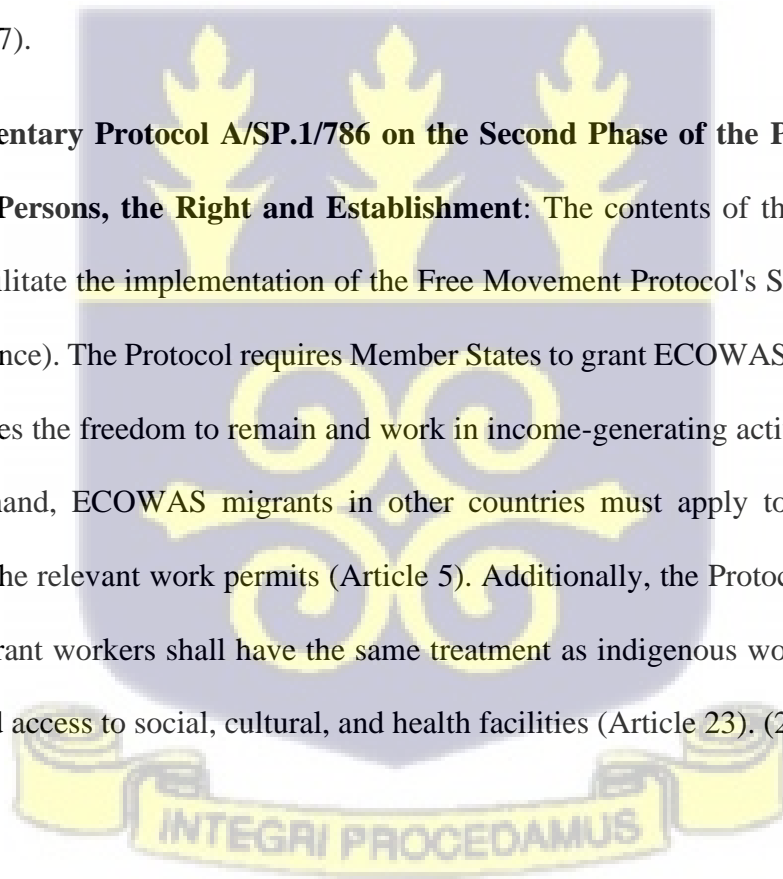 7).
entary Protocol A/SP.1/786 on the Second Phase of the P
Persons, the Right and Establishment: The contents of th
ilitate the implementation of the Free Movement Protocol's S
nce). The Protocol requires Member States to grant ECOWAS
es the freedom to remain and work in income-generating acti
nand, ECOWAS migrants in other countries must apply to
he relevant work permits (Article 5). Additionally, the Protoc
rant workers shall have the same treatment as indigenous wo
l access to social, cultural, and health facilities (Article 23). (2
INTEGRI PROCEDAMUS